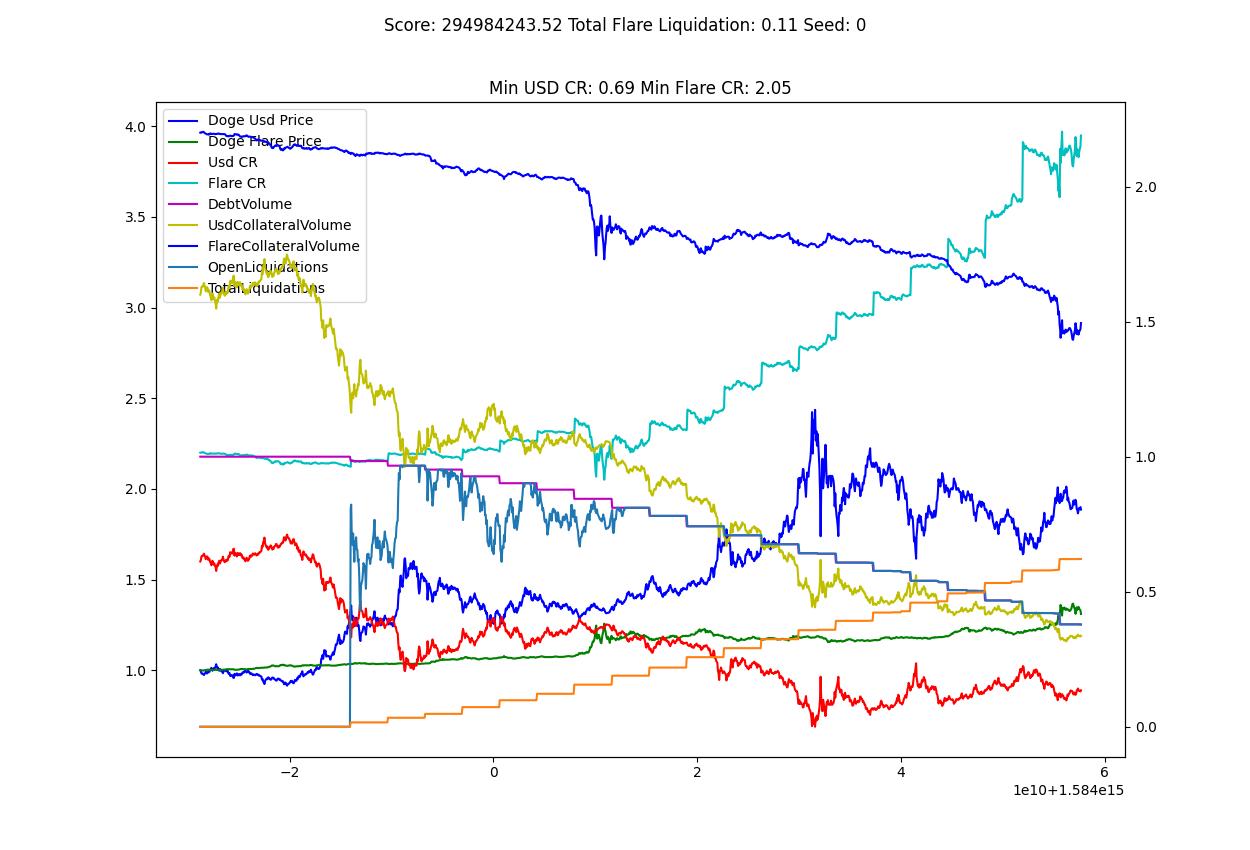 Score: 294984243.52 Total Flare Liquidation: 0.11 Seed: 0
Min USD CR: 0.69 Min Flare CR: 2.05
Doge Usd Price
Doge Flare Price
Usd CR
Flare CR
DebtVolume
UsdCollateralVolume
FlareCollateralVolume
OpenLiquidations
TotalLiquidations
4.0
3.5
3.0
2.5
2.0
1.5
1.0
2.0
1.5
1.0
0.5
0.0
−2
0
2
4
6
1e10+1.584e15